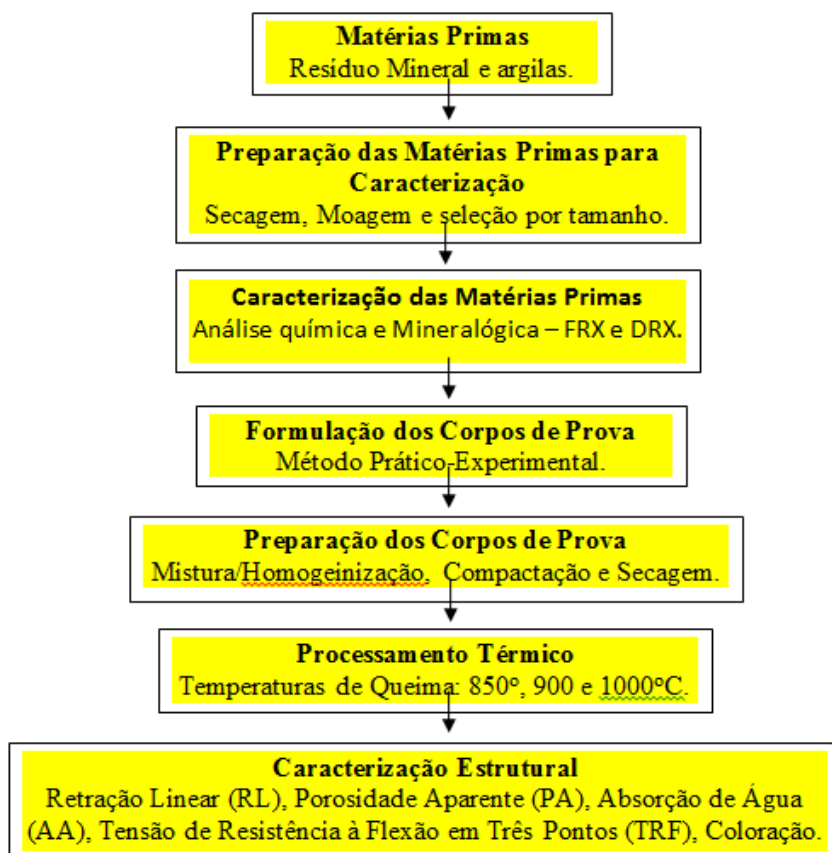 Matérias Primas
Resíduo Mineral e argilas.
Preparação das Matérias Primas para
Caracterização
Secagem, Moagem e seleção por tamanho.
Caracterização das Matérias Primas
Análise química e Mineralógica – FRX e DRX.
Formulação dos Corpos de Prova
Método Prático-Experimental.
Preparação dos Corpos de Prova
Mistura/Homogeinização, Compactação e Secagem.
Processamento Térmico
Temperaturas de Queima: 850°, 900 e 1000°C.
Caracterização Estrutural
Retração Linear (RL), Porosidade Aparente (PA), Absorção de Água
(AA), Tensão de Resistência à Flexão em Três Pontos (TRF), Coloração.